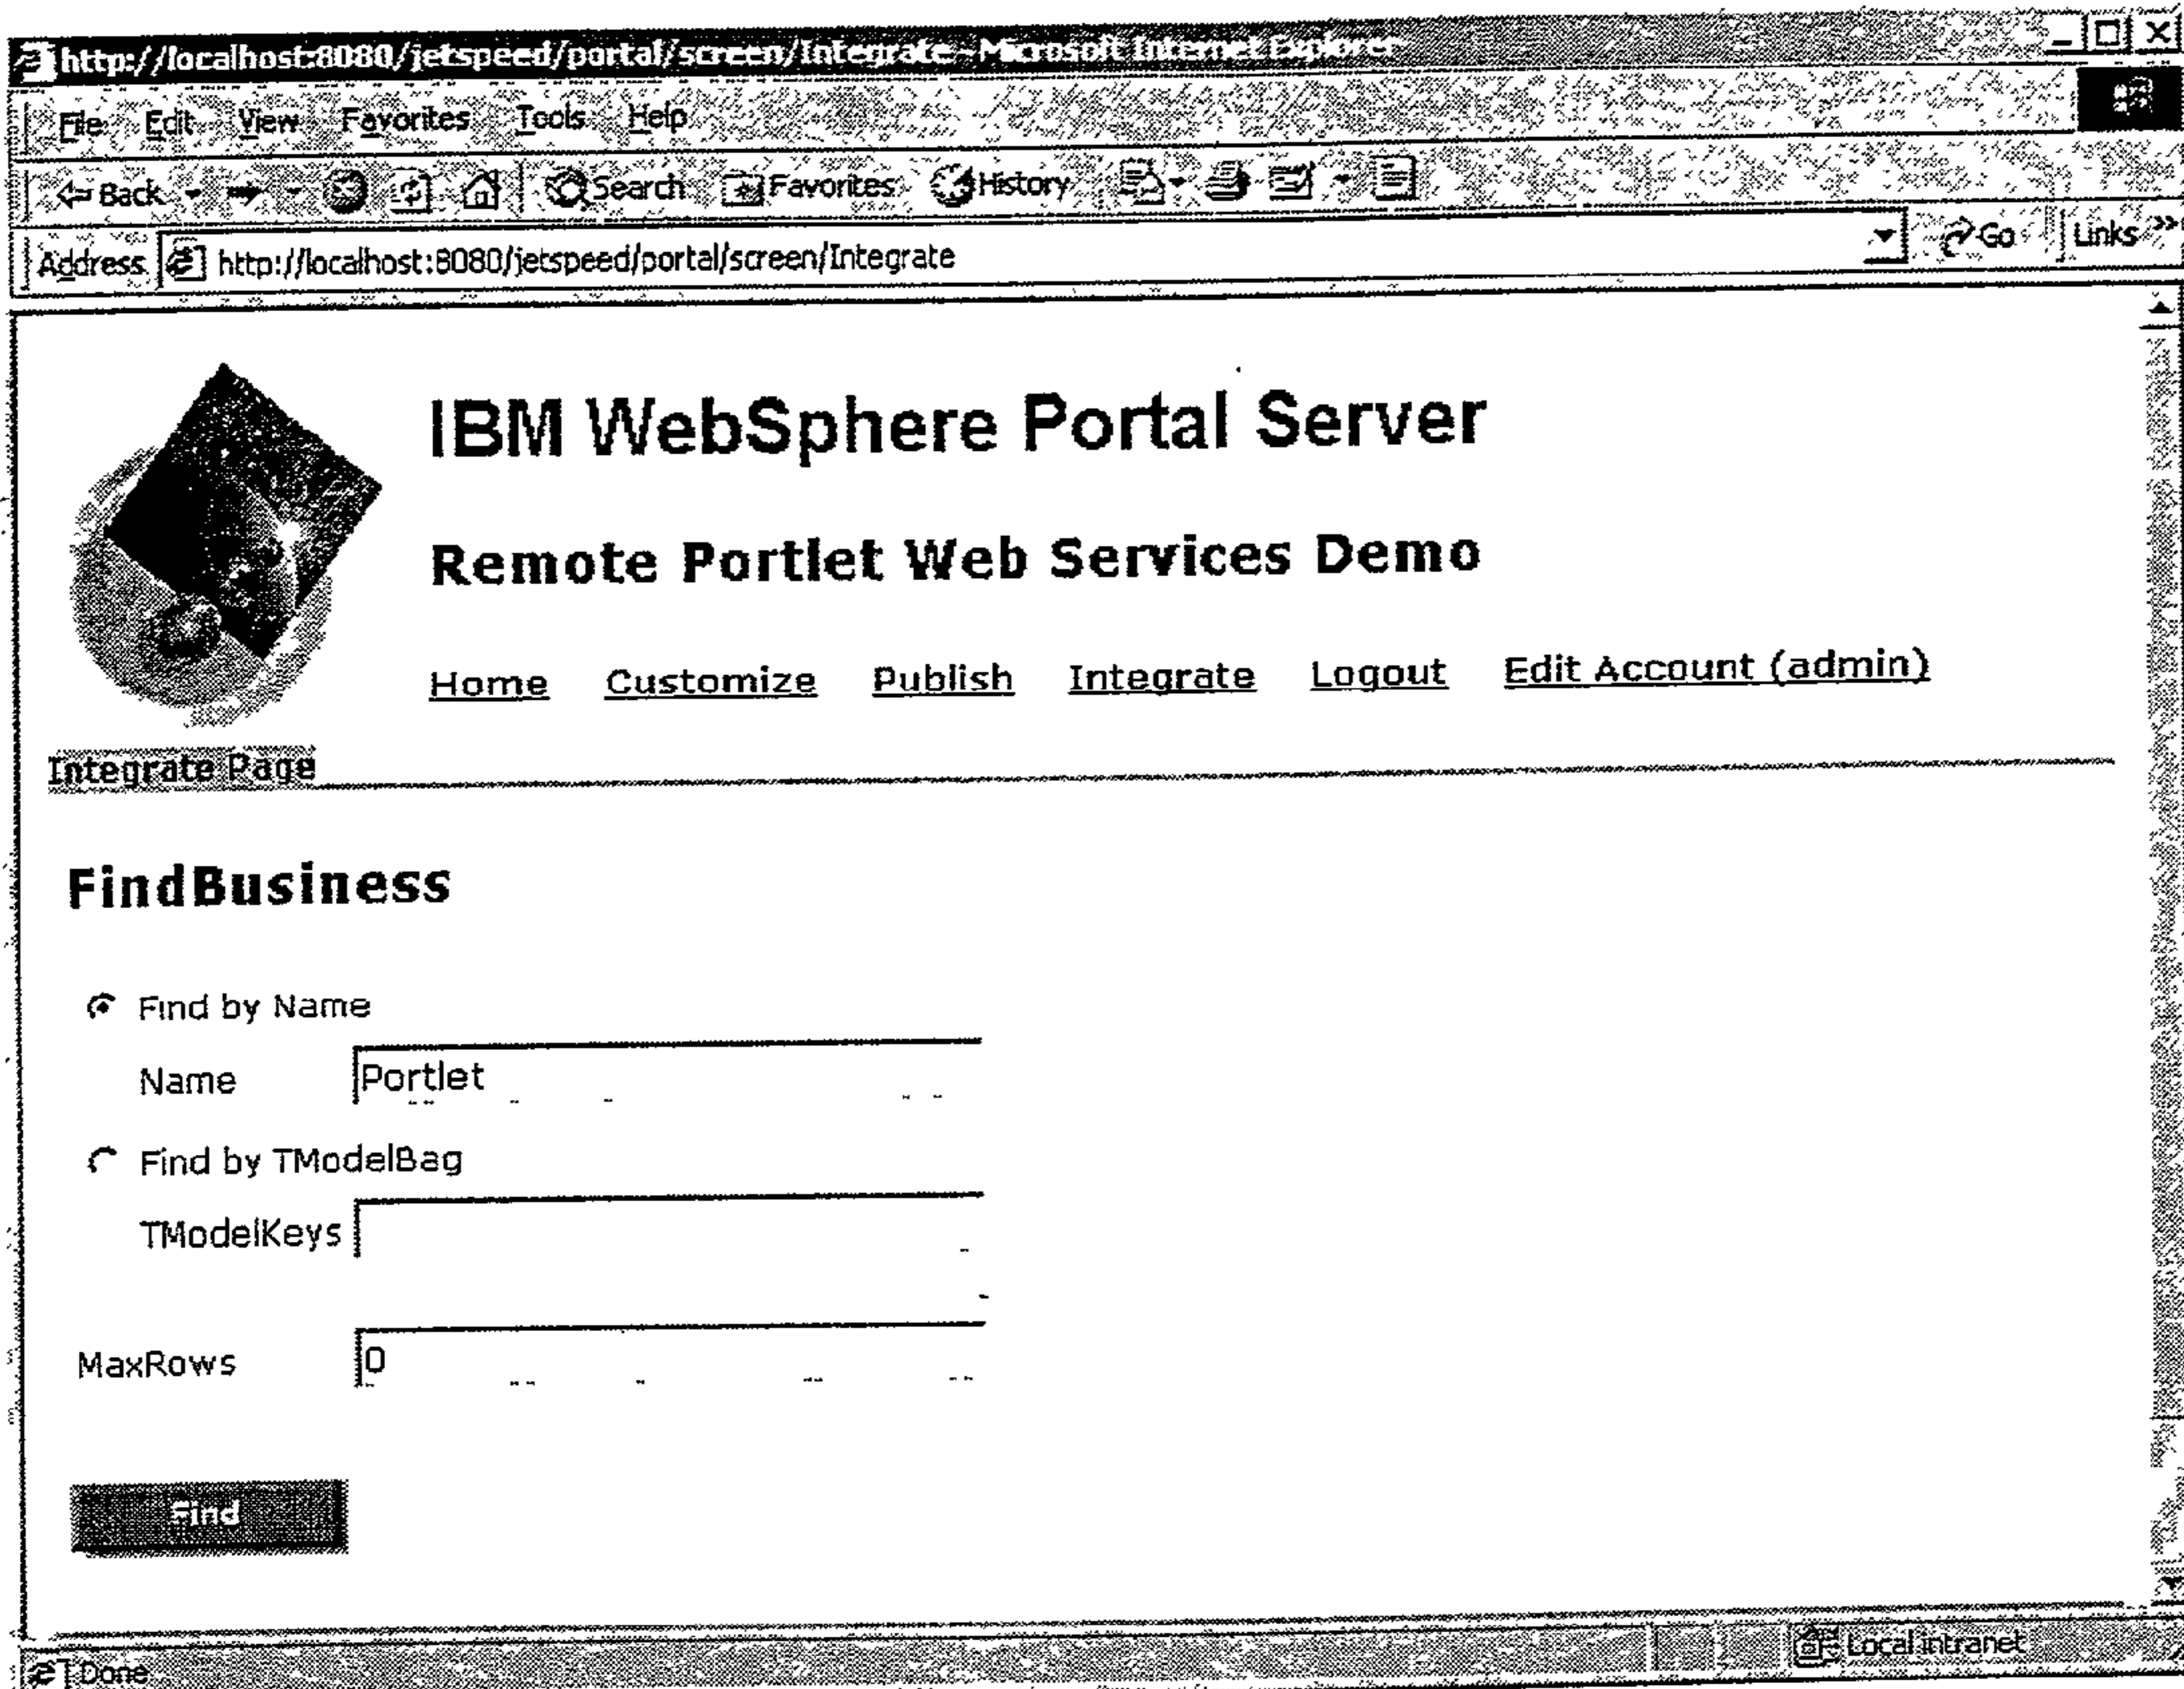 http://localhost:8080/jetspeed/portal/screen/Integrate - Microsoft Internet Explorer
File Edit View Favorites Tools Help
Back Search Favorites History
Address http://localhost:8080/jetspeed/portal/screen/Integrate Go Links »
IBM WebSphere Portal Server
Remote Portlet Web Services Demo
Home Customize Publish Integrate Logout Edit Account (admin)
Integrate Page
FindBusiness
Find by Name
Name Portlet
Find by TModelBag
TModelKeys
MaxRows 0
Find
Done Local intranet